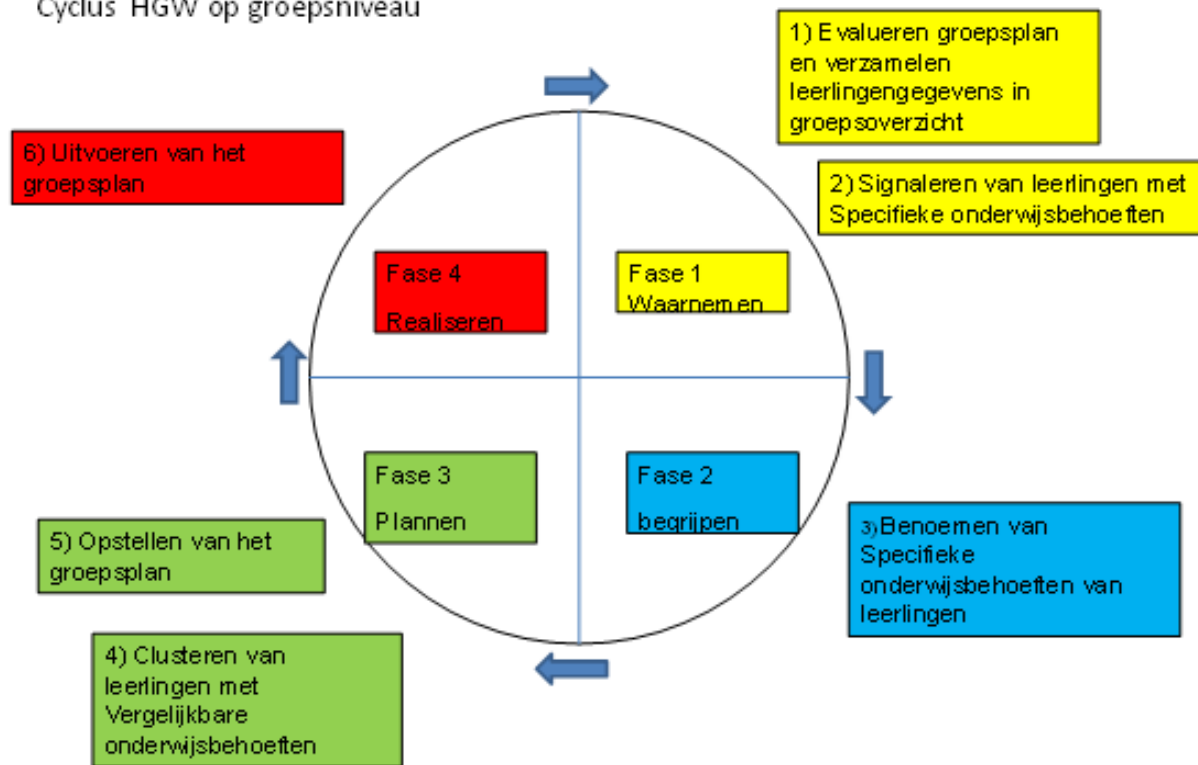 Cyclus HGW op groepsniveau
1) Evalueren groepsplan
en verzamelen
leerlingengegevens in
groepsoverzicht
2) Signaleren van leerlingen met
Specifieke onderwijsbehoeften
6) Uitvoeren van het
groepsplan
Fase 4
Realiseren
Fase 1
Waarnemen
Fase 3
Plannen
Fase 2
begrijpen
3) Benoemen van
Specifieke
onderwijsbehoeften van
leerlingen
5) Opstellen van het
groepsplan
4) Clusteren van
leerlingen met
Vergelijkbare
onderwijsbehoeften